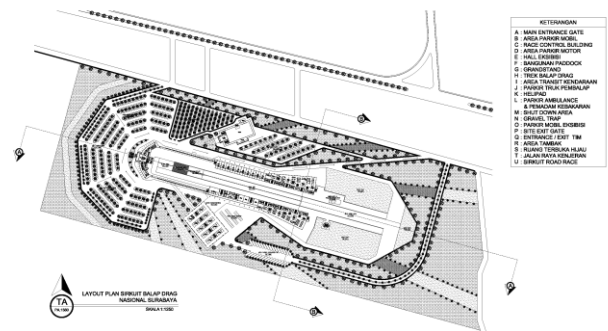 KETERANGAN
A : MAIN ENTRANCE GATE
B : AREA PARKIR MOBIL
C : RACE CONTROL BUILDING
D : AREA PARKIR MOTOR
E : HALL EKSIBISI
F : BANGUNAN PADDOCK
G : GRANDSTAND
H : TREK BALAP DRAG
I : AREA TRANSIT KENDARAAN
J : PARKIR TRUK PEMBALAP
K : HELIPAD
L : PARKIR AMBULANCE
& PEMADAM KEBAKARAN
M : SHUT DOWN AREA
N : GRAVEL TRAP
O : PARKIR MOBIL EKSIBISI
P : SITE EXIT GATE
Q : ENTRANCE / EXIT TIM
R : AREA TAMBAK
S : RUANG TERBUKA HIJAU
T : JALAN RAYA KENJERAN
U : SIRKUIT ROAD RACE
A
B
A
B
TA
LAYOUT PLAN SIRKUIT BALAP DRAG
NASIONAL SURABAYA
SKALA 1:1250